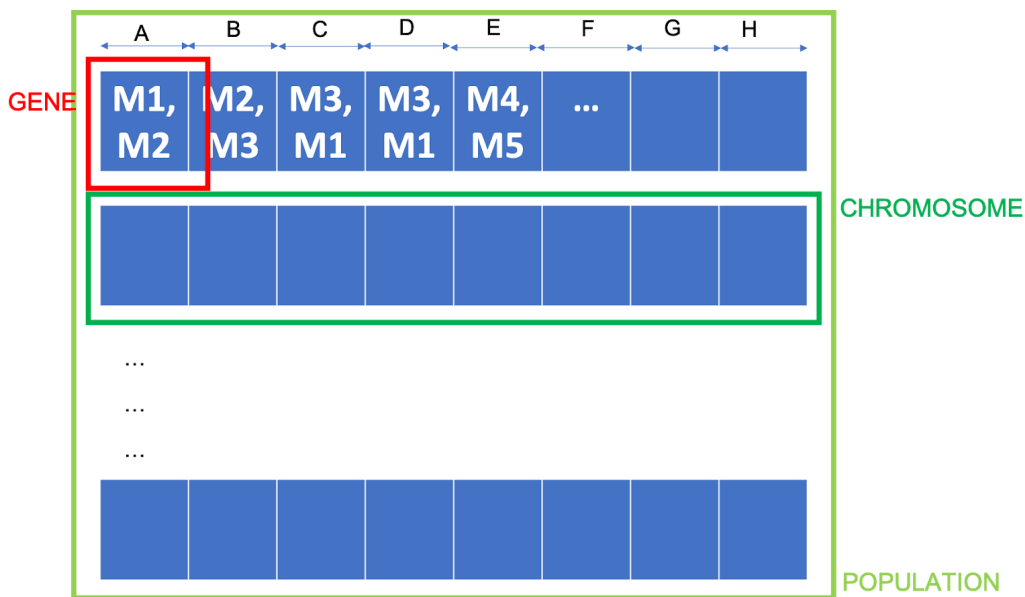 A B C D E F G H
GENE
M1, M2, M3, M3, M4, ...
M2 M3 M1 M1 M5
CHROMOSOME
...
...
...
POPULATION